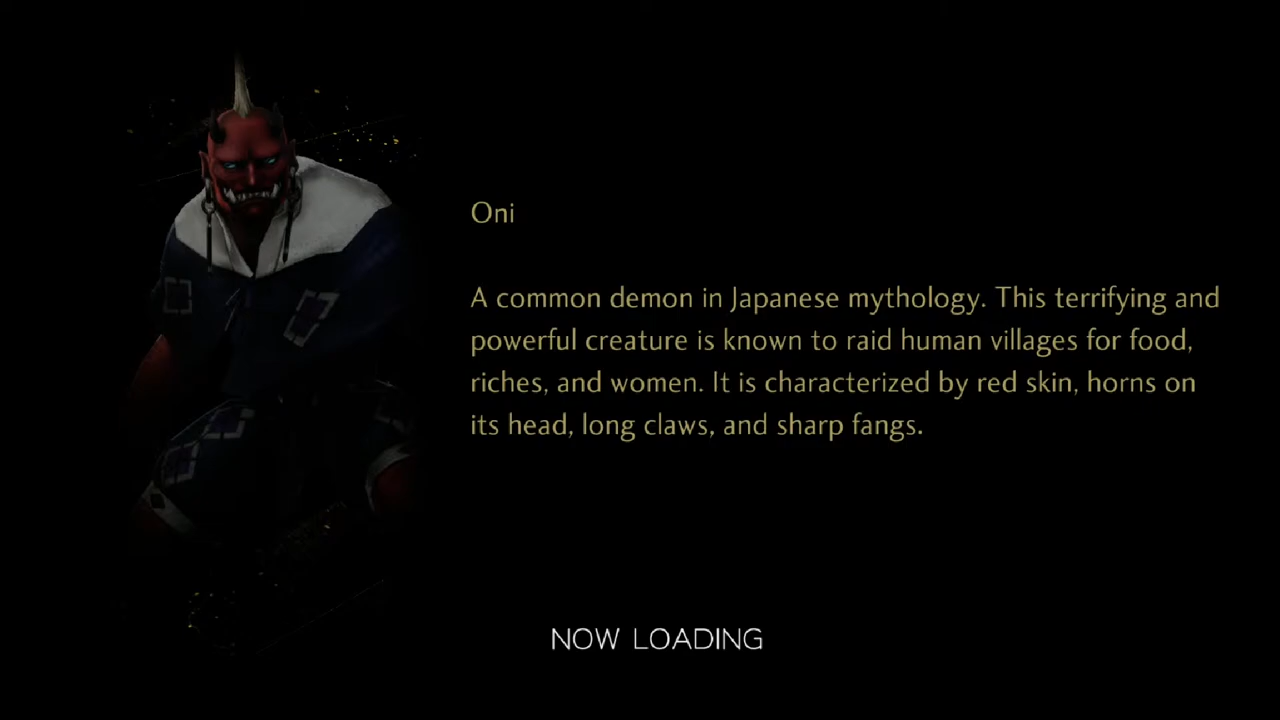 Oni
A common demon in Japanese mythology. This terrifying and
powerful creature is known to raid human villages for food,
riches, and women. It is characterized by red skin, horns on
its head, long claws, and sharp fangs.
NOW LOADING